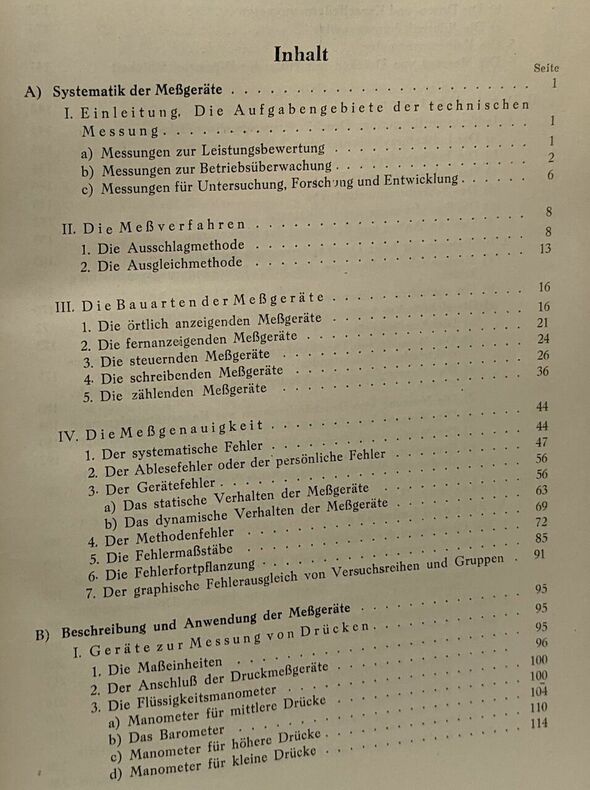 Inhalt
Seite
A) Systematik der Meßgeräte . . . . . . . . . . . . . . . . . . . . 1
I. Einleitung. Die Aufgabengebiete der technischen
Messung. . . . . . . . . . . . . . . . . . . . . . . . 1
a) Messungen zur Leistungsbewertung . . . . . . . . . . . . . 1
b) Messungen zur Betriebsüberwachung . . . . . . . . . . . . . 2
c) Messungen für Untersuchung, Forschung und Entwicklung. . . . . . 6
II. Die Meßverfahren . . . . . . . . . . . . . . . . . . 8
1. Die Ausschlagmethode . . . . . . . . . . . . . . . . . . 8
2. Die Ausgleichmethode . . . . . . . . . . . . . . . . . . 13
III. Die Bauarten der Meßgeräte . . . . . . . . . . . . . 16
1. Die örtlich anzeigenden Meßgeräte . . . . . . . . . . . . . 16
2. Die fernanzeigenden Meßgeräte . . . . . . . . . . . . . . 21
3. Die steuernden Meßgeräte . . . . . . . . . . . . . . . . 24
4. Die schreibenden Meßgeräte . . . . . . . . . . . . . . . 26
5. Die zählenden Meßgeräte . . . . . . . . . . . . . . . . 36
IV. Die Meßgenauigkeit . . . . . . . . . . . . . . . . . 44
1. Der systematische Fehler . . . . . . . . . . . . . . . . . 44
2. Der Ablesefehler oder der persönliche Fehler . . . . . . . . . 47
3. Der Gerätefehler. . . . . . . . . . . . . . . . . . . . 56
a) Das statische Verhalten der Meßgeräte . . . . . . . . . . . 56
b) Das dynamische Verhalten der Meßgeräte . . . . . . . . . . 63
4. Der Methodenfehler . . . . . . . . . . . . . . . . . . . 69
5. Die Fehlermaßstäbe . . . . . . . . . . . . . . . . . . . 72
6. Die Fehlerfortpflanzung . . . . . . . . . . . . . . . . . 85
7. Der graphische Fehlerausgleich von Versuchsreihen und Gruppen . 91
B) Beschreibung und Anwendung der Meßgeräte . . . . . . . . . . . 95
I. Geräte zur Messung von Drücken. . . . . . . . . . . . 95
1. Die Maßeinheiten . . . . . . . . . . . . . . . . . . . 95
2. Der Anschluß der Druckmeßgeräte . . . . . . . . . . . . . 96
3. Die Flüssigkeitsmanometer . . . . . . . . . . . . . . . . 100
a) Manometer für mittlere Drücke . . . . . . . . . . . . . . 100
b) Das Barometer . . . . . . . . . . . . . . . . . . . . 104
c) Manometer für höhere Drücke . . . . . . . . . . . . . . 110
d) Manometer für kleine Drücke . . . . . . . . . . . . . . 114